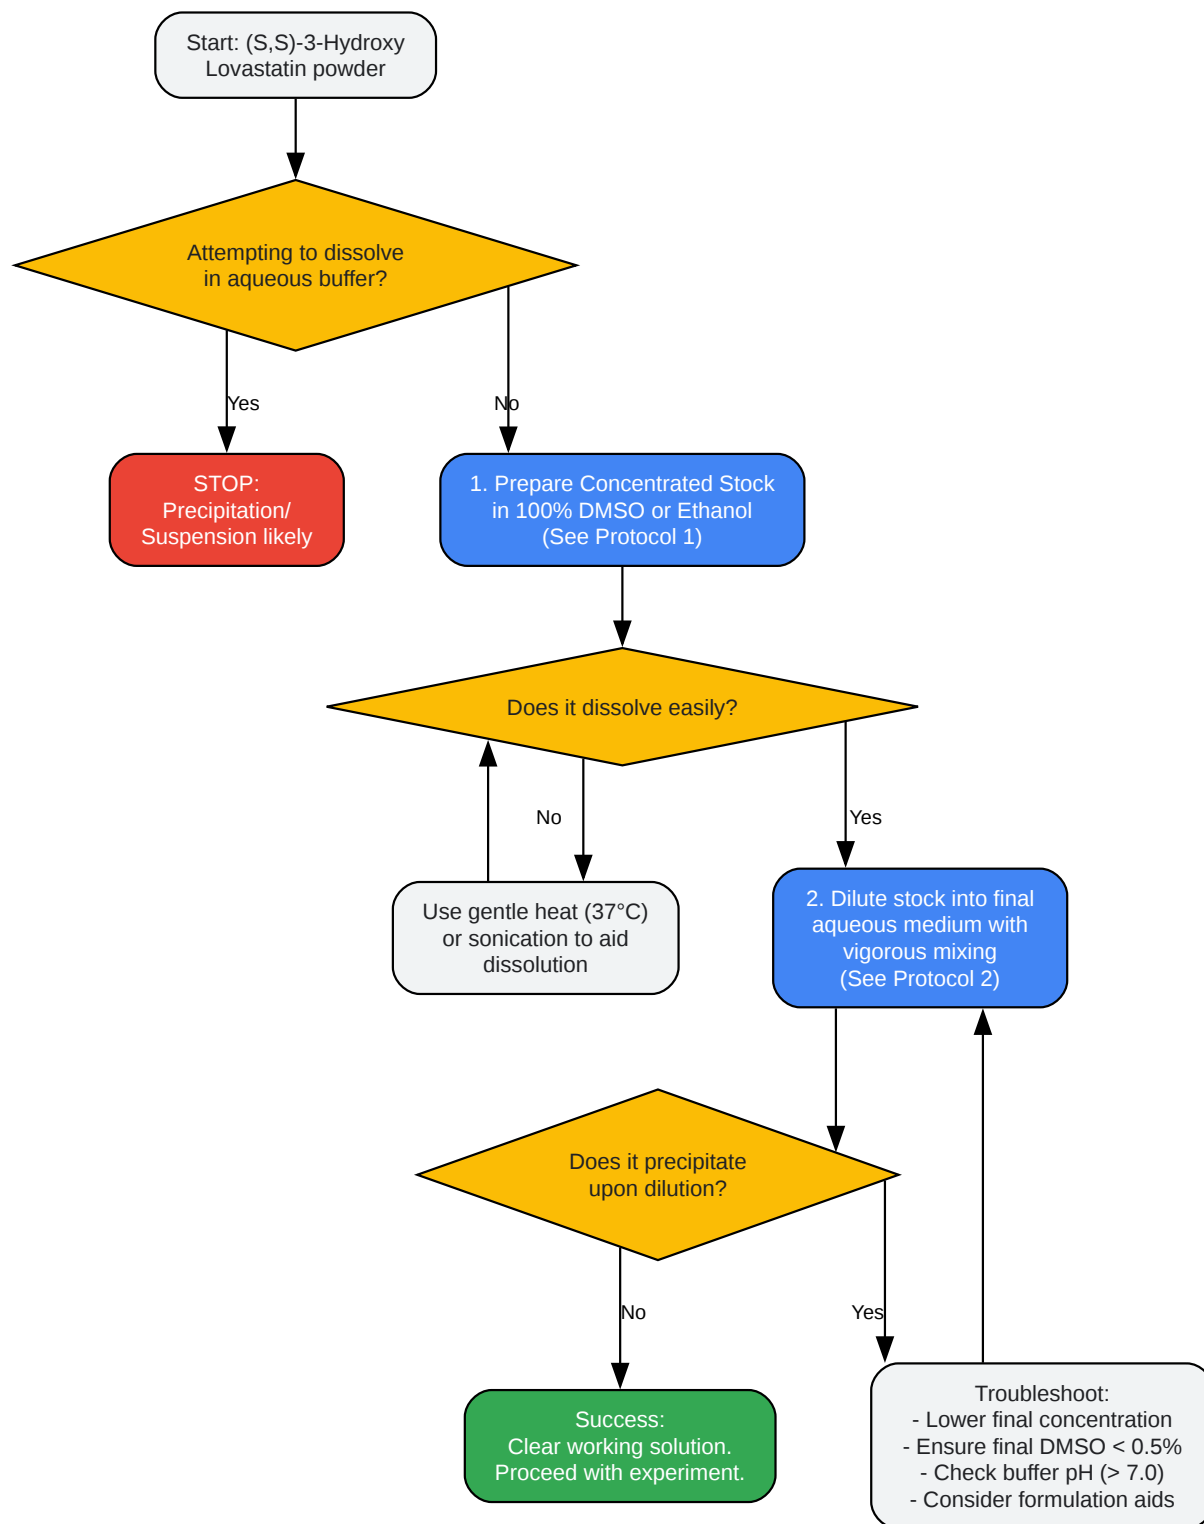 Start: (S,S)-3-Hydroxy
Lovastatin powder
Attempting to dissolve
in aqueous buffer?
Yes
No
STOP:
Precipitation/
Suspension likely
1. Prepare Concentrated Stock
in 100% DMSO or Ethanol
(See Protocol 1)
Does it dissolve easily?
No
Yes
Use gentle heat (37°C)
or sonication to aid
dissolution
2. Dilute stock into final
aqueous medium with
vigorous mixing
(See Protocol 2)
Does it precipitate
upon dilution?
No
Yes
Success:
Clear working solution.
Proceed with experiment.
Troubleshoot:
- Lower final concentration
- Ensure final DMSO < 0.5%
- Check buffer pH (> 7.0)
- Consider formulation aids